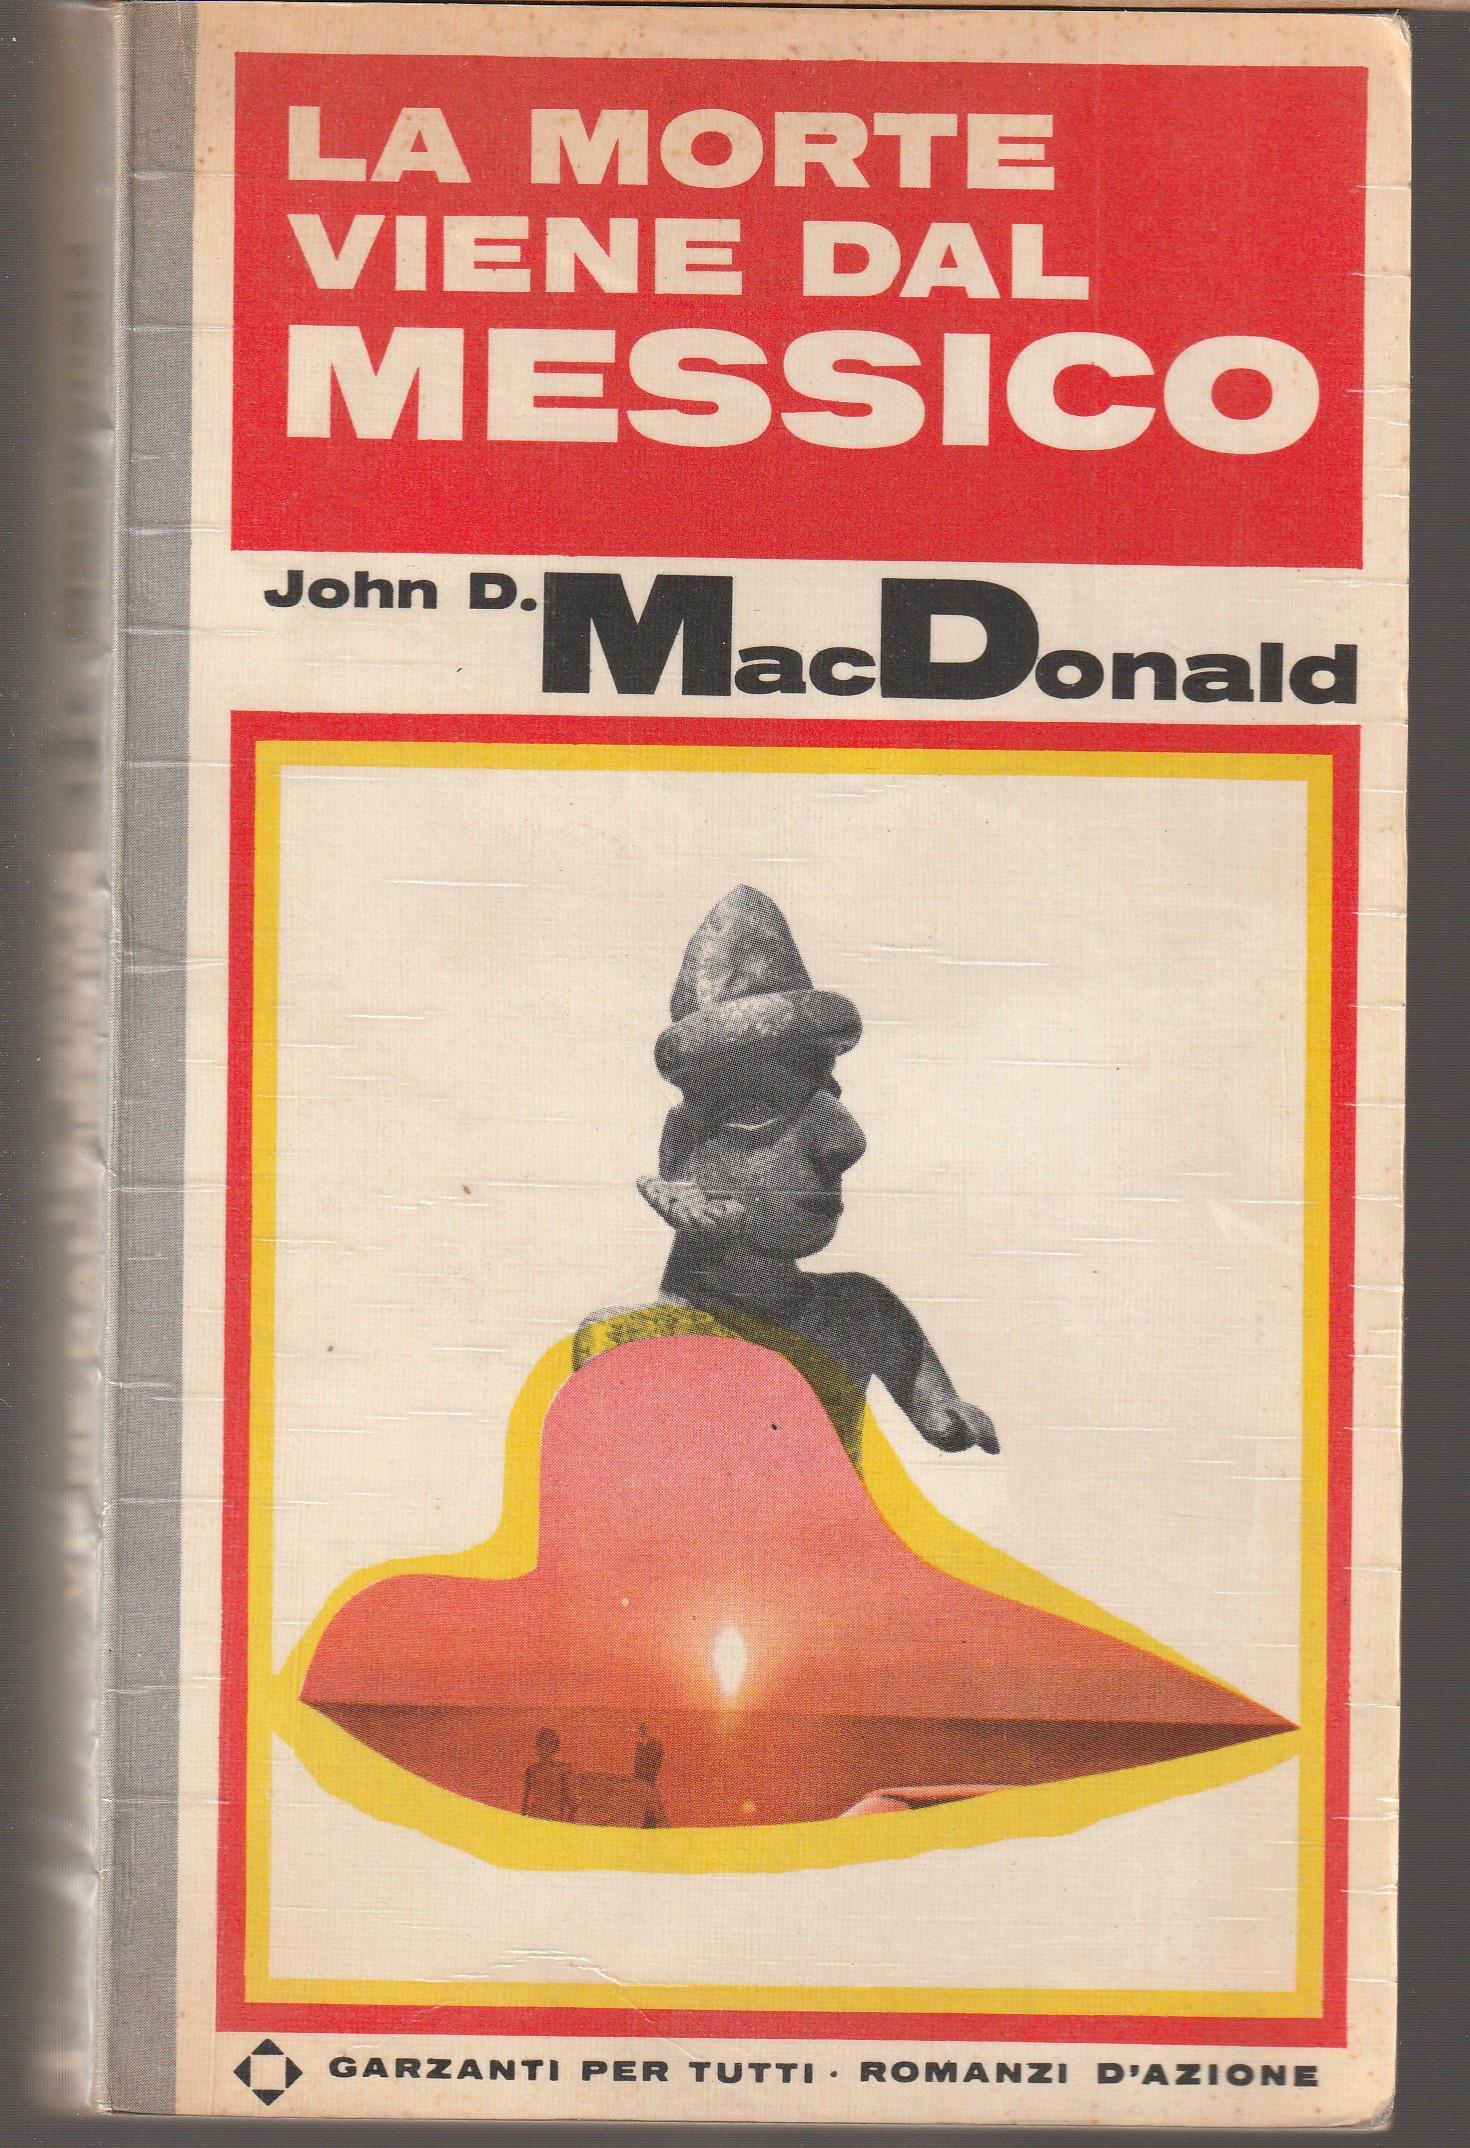 LA MORTE
VIENE DAL
MESSICO
John D. MacDonald
GARZANTI PER TUTTI · ROMANZI D'AZIONE